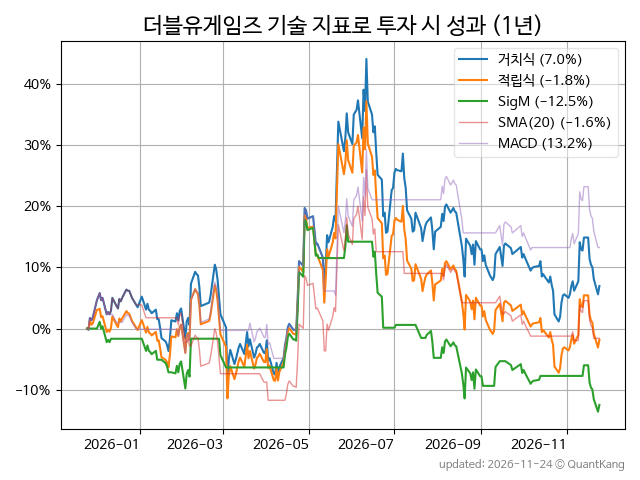 더블유게임즈 기술 지표로 투자 시 성과 (1년)
거치식 (7.0%)
적립식 (−1.8%)
SigM (−12.5%)
SMA(20) (−1.6%)
MACD (13.2%)
40%
30%
20%
10%
0%
−10%
2026−01 2026−03 2026−05 2026−07 2026−09 2026−11
updated: 2026-11-24 © QuantKang